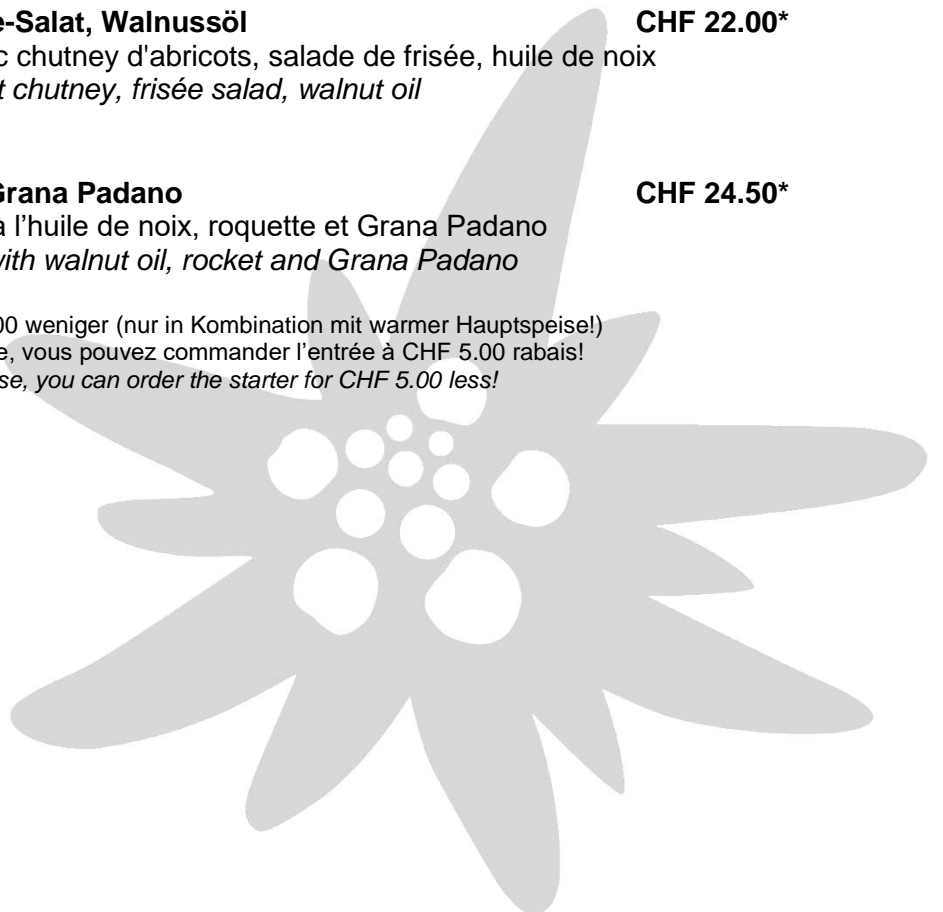 e-Salat, Walnussöl CHF 22.00*
c chutney d'abricots, salade de frisée, huile de noix
t chutney, frisée salad, walnut oil
Grana Padano CHF 24.50*
à l’huile de noix, roquette et Grana Padano
with walnut oil, rocket and Grana Padano
00 weniger (nur in Kombination mit warmer Hauptspeise!)
e, vous pouvez commander l’entrée à CHF 5.00 rabais!
se, you can order the starter for CHF 5.00 less!